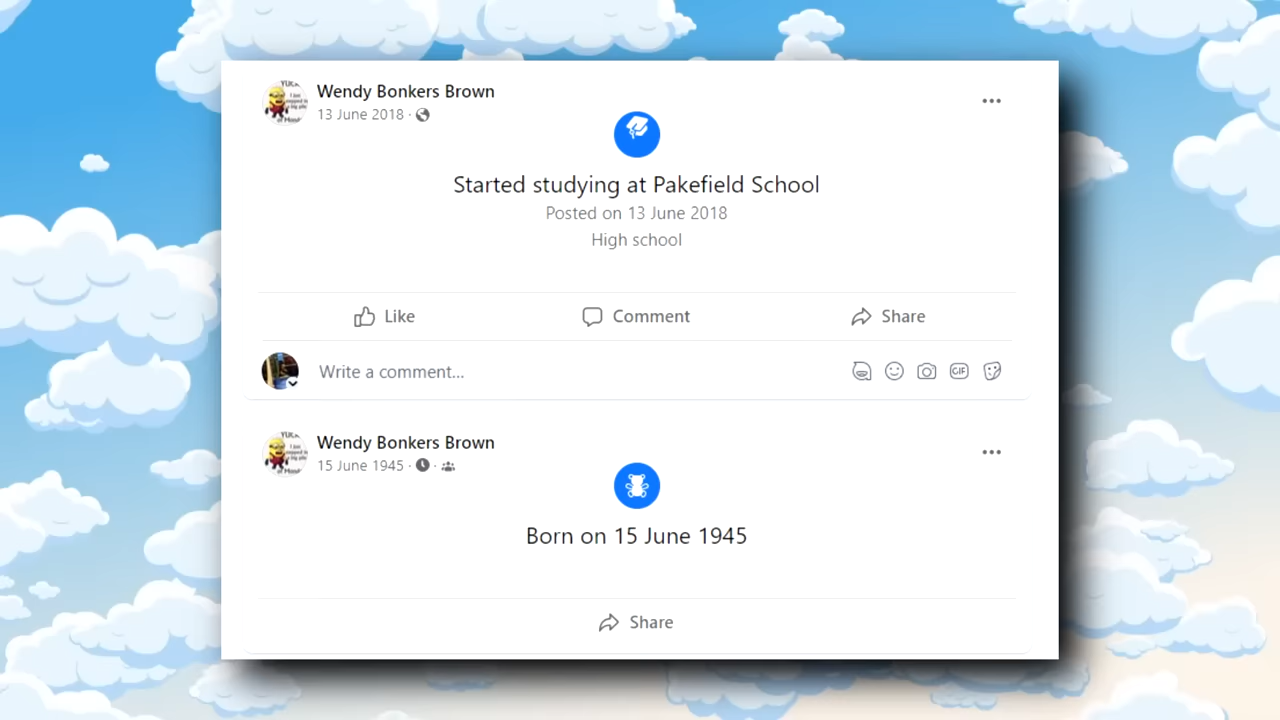 Wendy Bonkers Brown
13 June 2018 ·
Started studying at Pakefield School
Posted on 13 June 2018
High school
Like
Comment
Share
Write a comment...
GIF
Wendy Bonkers Brown
15 June 1945 · ·
Born on 15 June 1945
Share